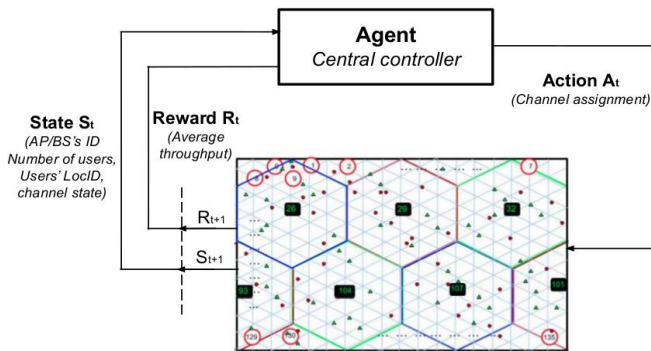 Agent
Central controller
Action Aₜ
(Channel assignment)
State Sₜ
(AP/BS's ID
Number of users,
Users' LocID,
channel state)
Reward Rₜ
(Average
throughput)
1
2
7
9
Rₜ₊₁
26
29
32
Sₜ₊₁
93
104
107
101
129
130
135